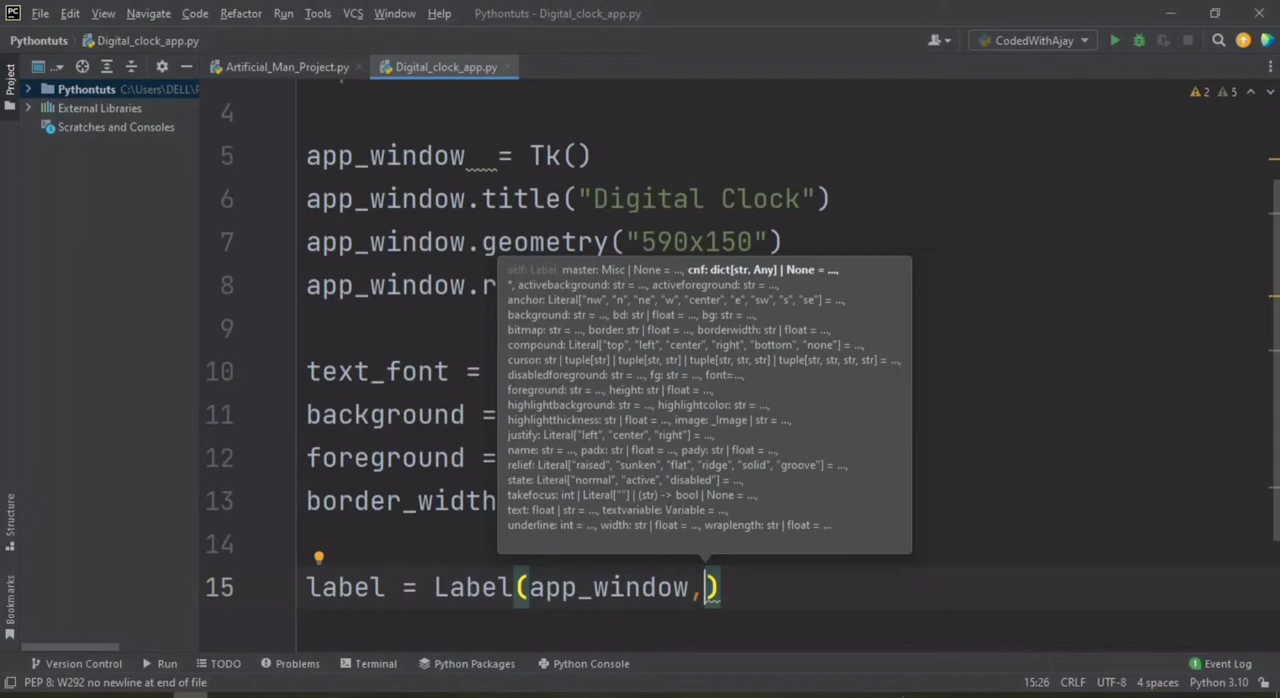 PC File Edit View Navigate Code Refactor Run Tools VCS Window Help Pythontuts - Digital_clock_app.py
Pythontuts Digital_clock_app.py CodedWithAjay
Project ... Artificial_Man_Project.py Digital_clock_app.py
Pythontuts C:\Users\DELL\P
External Libraries
Scratches and Consoles
2 5
4
5 app_window = Tk()
6 app_window.title("Digital Clock")
7 app_window.geometry("590x150")
8 app_window.r
9
10 text_font =
11 background =
12 foreground =
13 border_width
14
15 label = Label(app_window,)
self: Label, master: Misc | None = ..., cnf: dict[str, Any] | None = ...,
*, activebackground: str = ..., activeforeground: str = ...,
anchor: Literal["nw", "n", "ne", "w", "center", "e", "sw", "s", "se"] = ...,
background: str = ..., bd: str | float = ..., bg: str = ...,
bitmap: str = ..., border: str | float = ..., borderwidth: str | float = ...,
compound: Literal["top", "left", "center", "right", "bottom", "none"] = ...,
cursor: str | tuple[str] | tuple[str, str] | tuple[str, str, str] | tuple[str, str, str, str] = ...,
disabledforeground: str = ..., fg: str = ..., font=...,
foreground: str = ..., height: str | float = ...,
highlightbackground: str = ..., highlightcolor: str = ...,
highlightthickness: str | float = ..., image: _Image | str = ...,
justify: Literal["left", "center", "right"] = ...,
name: str = ..., padx: str | float = ..., pady: str | float = ...,
relief: Literal["raised", "sunken", "flat", "ridge", "solid", "groove"] = ...,
state: Literal["normal", "active", "disabled"] = ...,
takefocus: int | Literal[""] | (str) -> bool | None = ...,
text: float | str = ..., textvariable: Variable = ...,
underline: int = ..., width: str | float = ..., wraplength: str | float = ...
Structure
Bookmarks
Version Control Run TODO Problems Terminal Python Packages Python Console 1 Event Log
PEP 8: W292 no newline at end of file 15:26 CRLF UTF-8 4 spaces Python 3.10